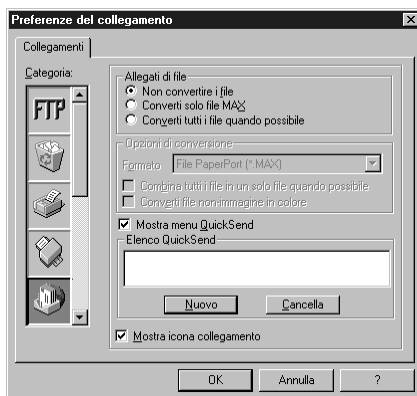 Preferenze del collegamento
Collegamenti
Categoria:
FTP
Allegati di file
Non convertire i file
Converti solo file MAX
Converti tutti i file quando possibile
Opzioni di conversione
Formato File PaperPort (*.MAX)
Combina tutti i file in un solo file quando possibile
Converti file non-immagine in colore
Mostra menu QuickSend
Elenco QuickSend
Nuovo Cancella
Mostra icona collegamento
OK Annulla ?